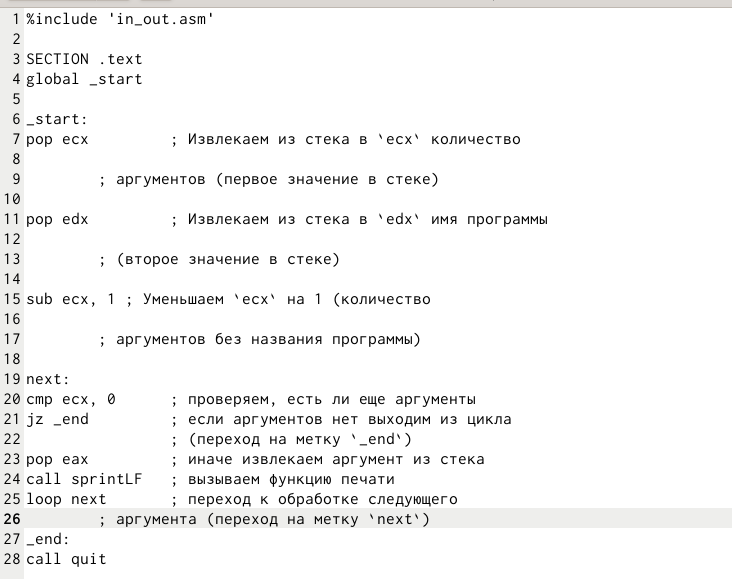 1 %include 'in_out.asm'
2
3 SECTION .text
4 global _start
5
6 _start:
7 pop ecx         ; Извлекаем из стека в `ecx` количество
8
9         ; аргументов (первое значение в стеке)
10
11 pop edx         ; Извлекаем из стека в `edx` имя программы
12
13         ; (второе значение в стеке)
14
15 sub ecx, 1 ; Уменьшаем `ecx` на 1 (количество
16
17         ; аргументов без названия программы)
18
19 next:
20 cmp ecx, 0      ; проверяем, есть ли еще аргументы
21 jz _end         ; если аргументов нет выходим из цикла
22                 ; (переход на метку `_end`)
23 pop eax         ; иначе извлекаем аргумент из стека
24 call sprintLF   ; вызываем функцию печати
25 loop next       ; переход к обработке следующего
26         ; аргумента (переход на метку `next`)
27 _end:
28 call quit